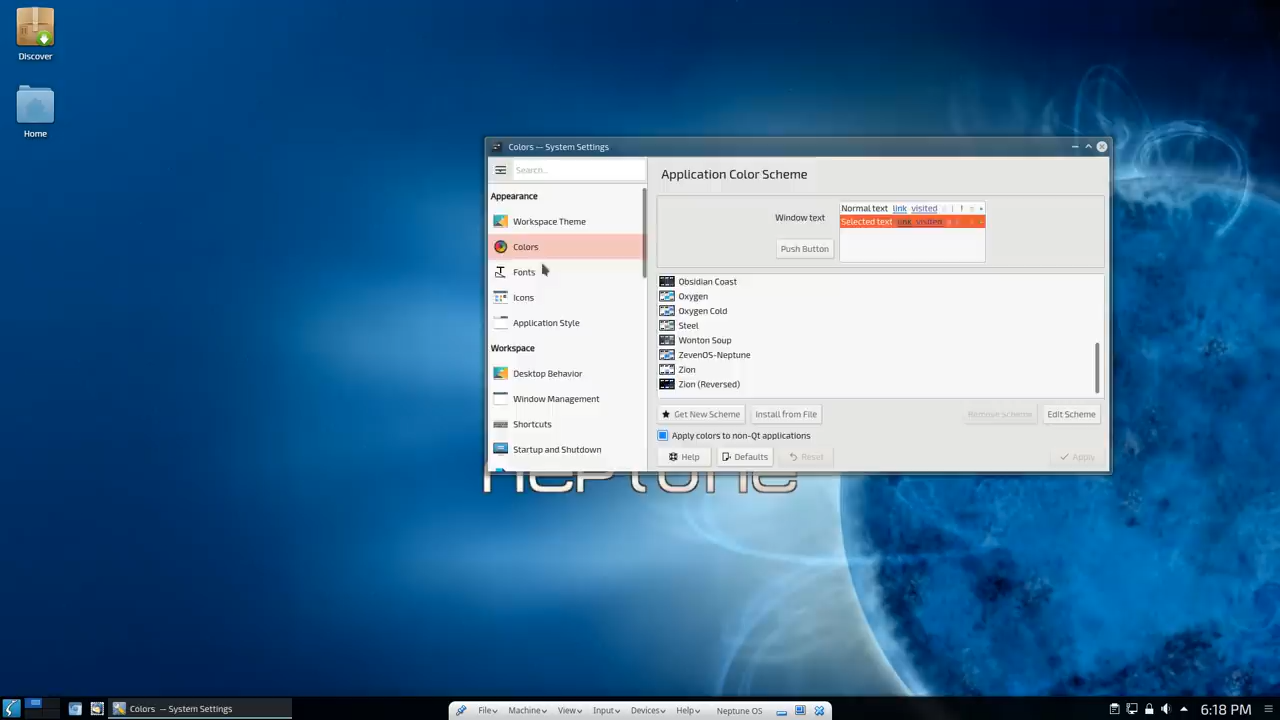 Discover
Home
Colors — System Settings
Search...
Application Color Scheme
Appearance
Workspace Theme
Colors
Fonts
Icons
Application Style
Workspace
Desktop Behavior
Window Management
Shortcuts
Startup and Shutdown
Window text
Push Button
Normal text link visited
Selected text link visited
Obsidian Coast
Oxygen
Oxygen Cold
Steel
Wonton Soup
ZevenOS-Neptune
Zion
Zion (Reversed)
Get New Scheme
Install from File
Remove Scheme
Edit Scheme
Apply colors to non-Qt applications
Help
Defaults
Reset
Apply
neptune
Colors — System Settings
File
Machine
View
Input
Devices
Help
Neptune OS
6:18 PM